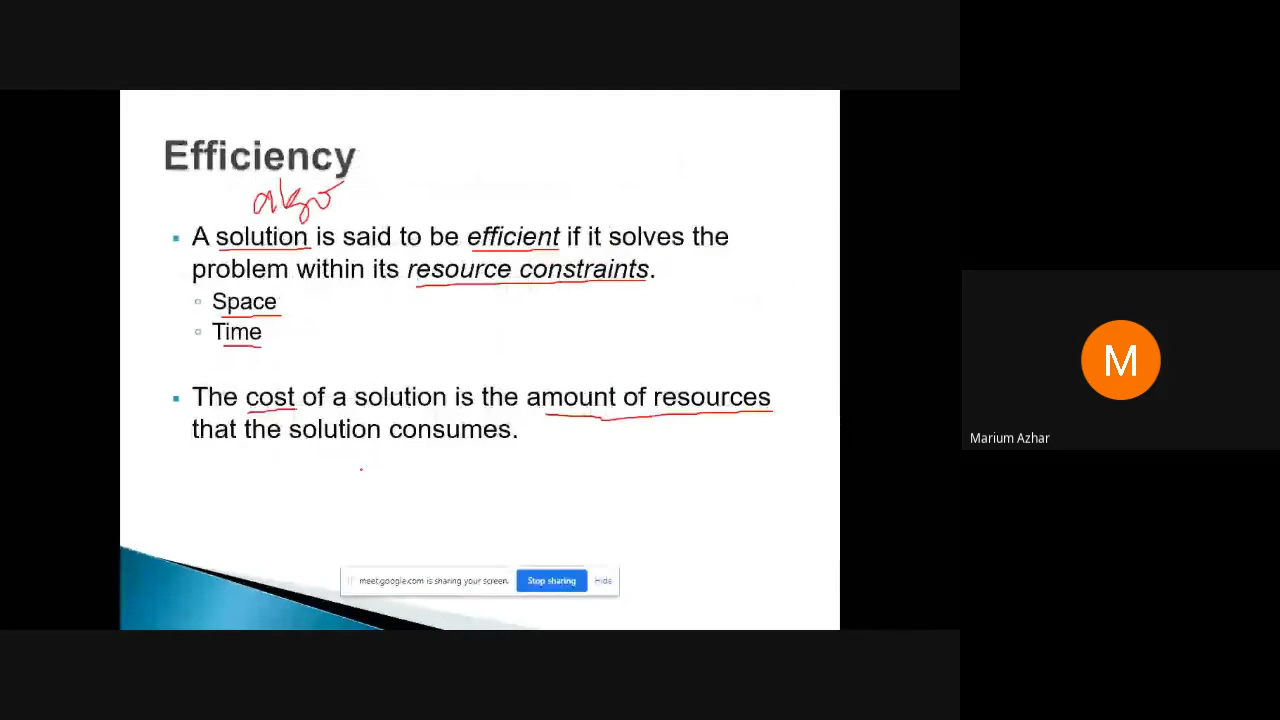 Efficiency
algo
A solution is said to be efficient if it solves the
problem within its resource constraints.
Space
Time
The cost of a solution is the amount of resources
that the solution consumes.
meet.google.com is sharing your screen.
Stop sharing
Hide
M
Marium Azhar